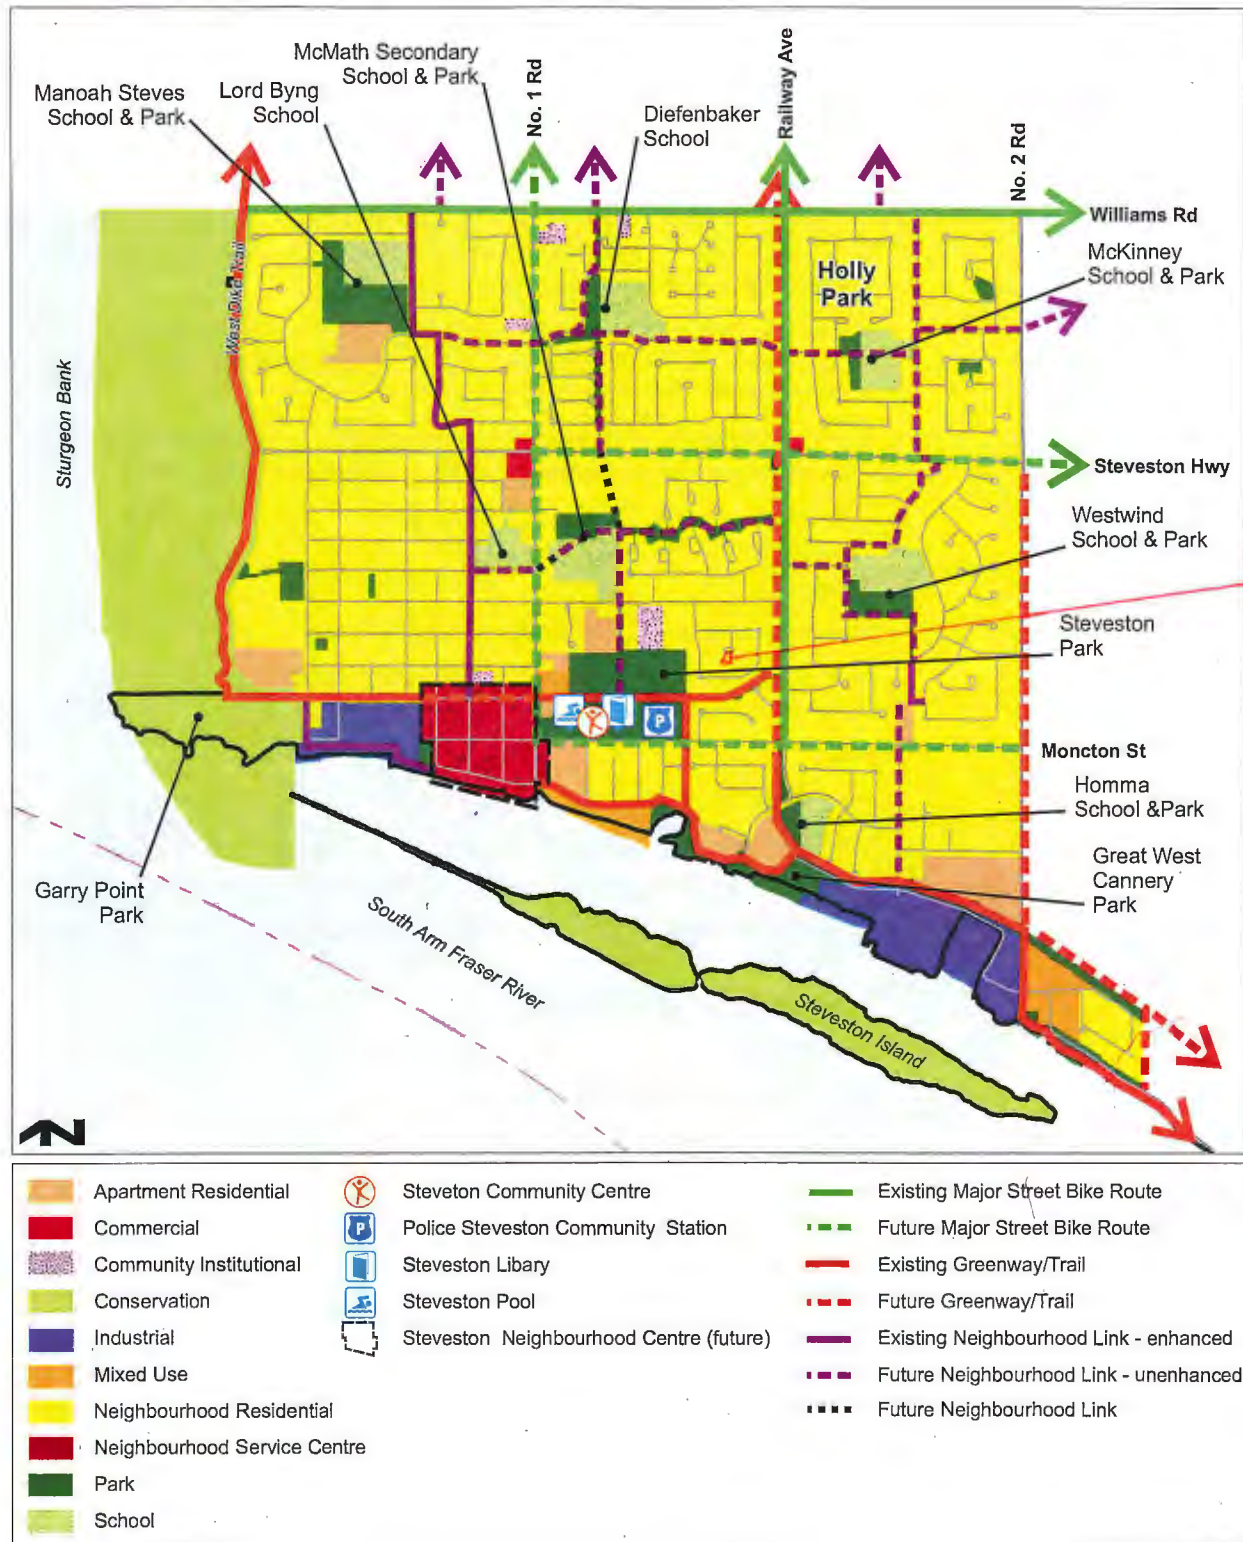 McMath Secondary
School & Park
Manoah Steves
School & Park
Lord Byng
School
No. 1 Rd
Diefenbaker
School
Railway Ave
No. 2 Rd
Williams Rd
McKinney
School & Park
Holly
Park
West Dike Trail
Sturgeon Bank
Steveston Hwy
Westwind
School & Park
Steveston
Park
P
Moncton St
Homma
School &Park
Great West
Cannery
Park
Garry Point
Park
South Arm Fraser River
Steveston Island
N
Apartment Residential
Commercial
Community Institutional
Conservation
Industrial
Mixed Use
Neighbourhood Residential
Neighbourhood Service Centre
Park
School
Steveton Community Centre
P
Police Steveston Community Station
Steveston Libary
Steveston Pool
Steveston Neighbourhood Centre (future)
Existing Major Street Bike Route
Future Major Street Bike Route
Existing Greenway/Trail
Future Greenway/Trail
Existing Neighbourhood Link - enhanced
Future Neighbourhood Link - unenhanced
Future Neighbourhood Link